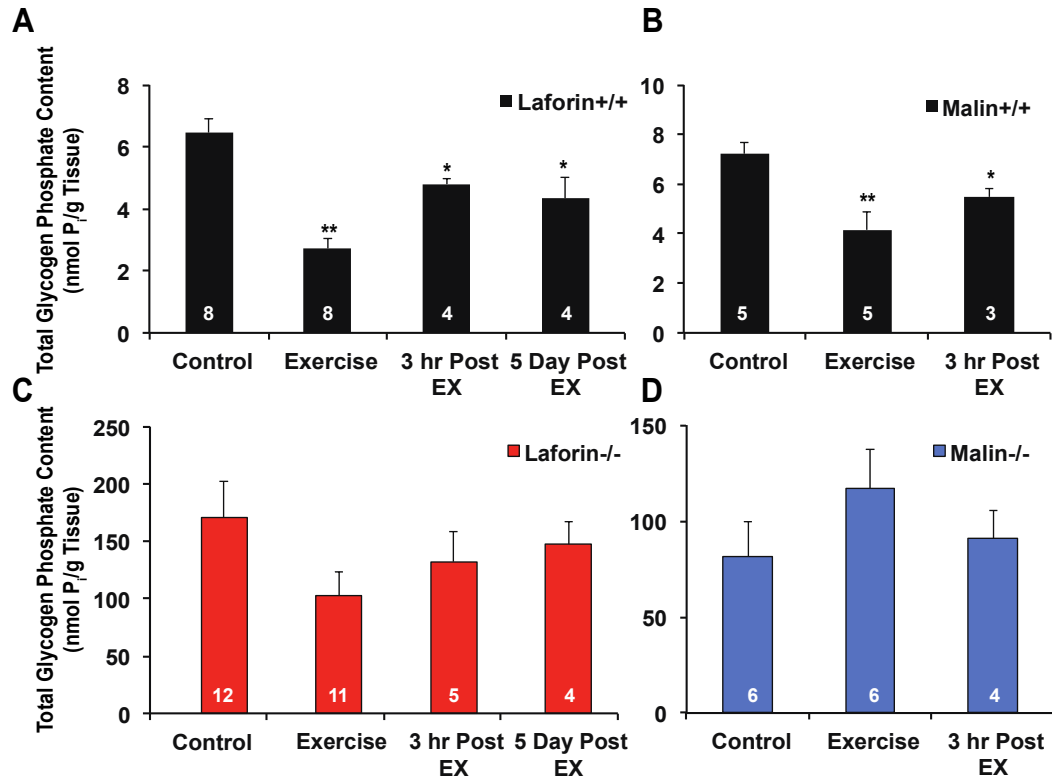 A
Total Glycogen Phosphate Content
(nmol Pi/g Tissue)
8
6
4
2
0
Laforin+/+
**
*
*
8
8
4
4
Control
Exercise
3 hr Post
EX
5 Day Post
EX
B
10
8
6
4
2
0
Malin+/+
**
*
5
5
3
Control
Exercise
3 hr Post
EX
C
Total Glycogen Phosphate Content
(nmol Pi/g Tissue)
250
200
150
100
50
0
Laforin-/-
12
11
5
4
Control
Exercise
3 hr Post
EX
5 Day Post
EX
D
150
100
50
0
Malin-/-
6
6
4
Control
Exercise
3 hr Post
EX